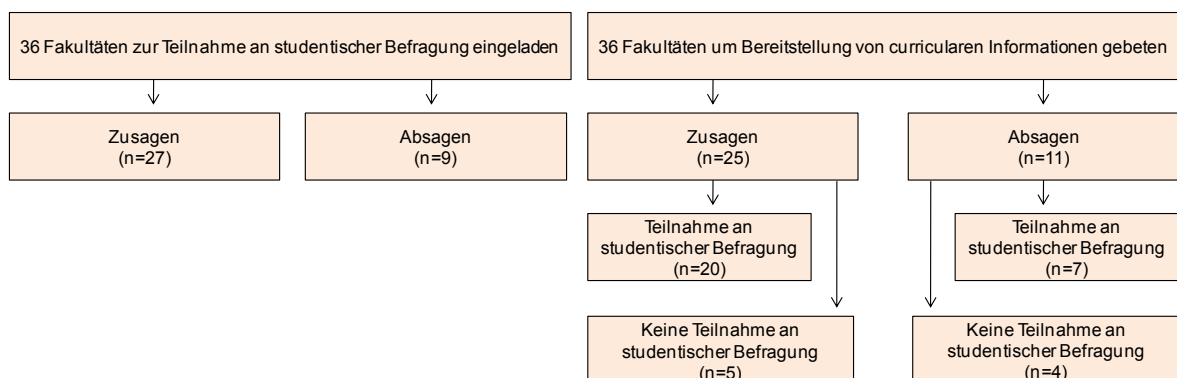 36 Fakultäten zur Teilnahme an studentischer Befragung eingeladen
Zusagen
(n=27)
Absagen
(n=9)
36 Fakultäten um Bereitstellung von curricularen Informationen gebeten
Zusagen
(n=25)
Absagen
(n=11)
Teilnahme an
studentischer Befragung
(n=20)
Teilnahme an
studentischer Befragung
(n=7)
Keine Teilnahme an
studentischer Befragung
(n=5)
Keine Teilnahme an
studentischer Befragung
(n=4)